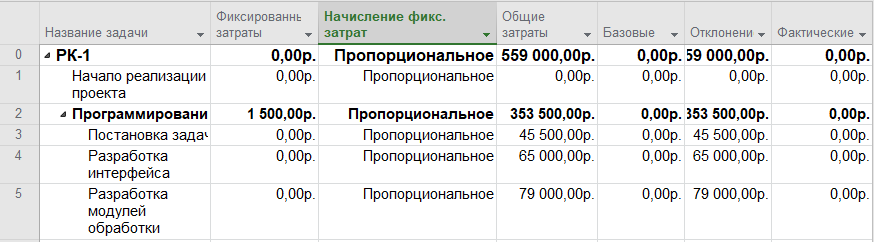 Название задачи Фиксированны затраты Начисление фикс. затрат Общие затраты Базовые Отклонени Фактические
0 РК-1 0,00р. Пропорциональное 559 000,00р. 0,00р. 59 000,00р. 0,00р.
1 Начало реализации проекта 0,00р. Пропорциональное 0,00р. 0,00р. 0,00р. 0,00р.
2 Программировани 1 500,00р. Пропорциональное 353 500,00р. 0,00р. 353 500,00р. 0,00р.
3 Постановка задач 0,00р. Пропорциональное 45 500,00р. 0,00р. 45 500,00р. 0,00р.
4 Разработка интерфейса 0,00р. Пропорциональное 65 000,00р. 0,00р. 65 000,00р. 0,00р.
5 Разработка модулей обработки 0,00р. Пропорциональное 79 000,00р. 0,00р. 79 000,00р. 0,00р.